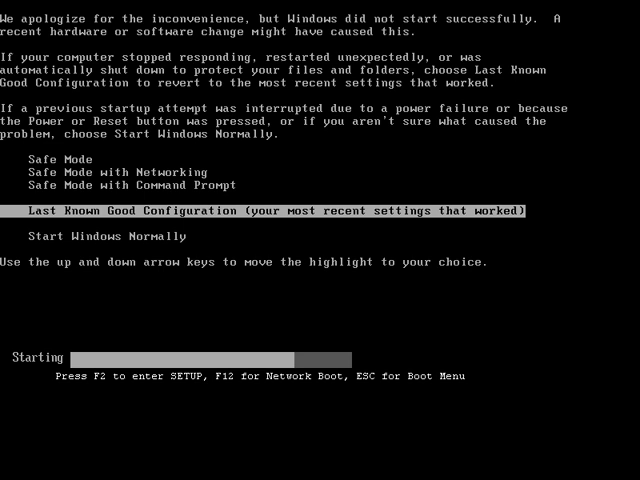 We apologize for the inconvenience, but Windows did not start successfully.  A
recent hardware or software change might have caused this.
If your computer stopped responding, restarted unexpectedly, or was
automatically shut down to protect your files and folders, choose Last Known
Good Configuration to revert to the most recent settings that worked.
If a previous startup attempt was interrupted due to a power failure or because
the Power or Reset button was pressed, or if you aren't sure what caused the
problem, choose Start Windows Normally.
Safe Mode
Safe Mode with Networking
Safe Mode with Command Prompt
Last Known Good Configuration (your most recent settings that worked)
Start Windows Normally
Use the up and down arrow keys to move the highlight to your choice.
Starting
Press F2 to enter SETUP, F12 for Network Boot, ESC for Boot Menu